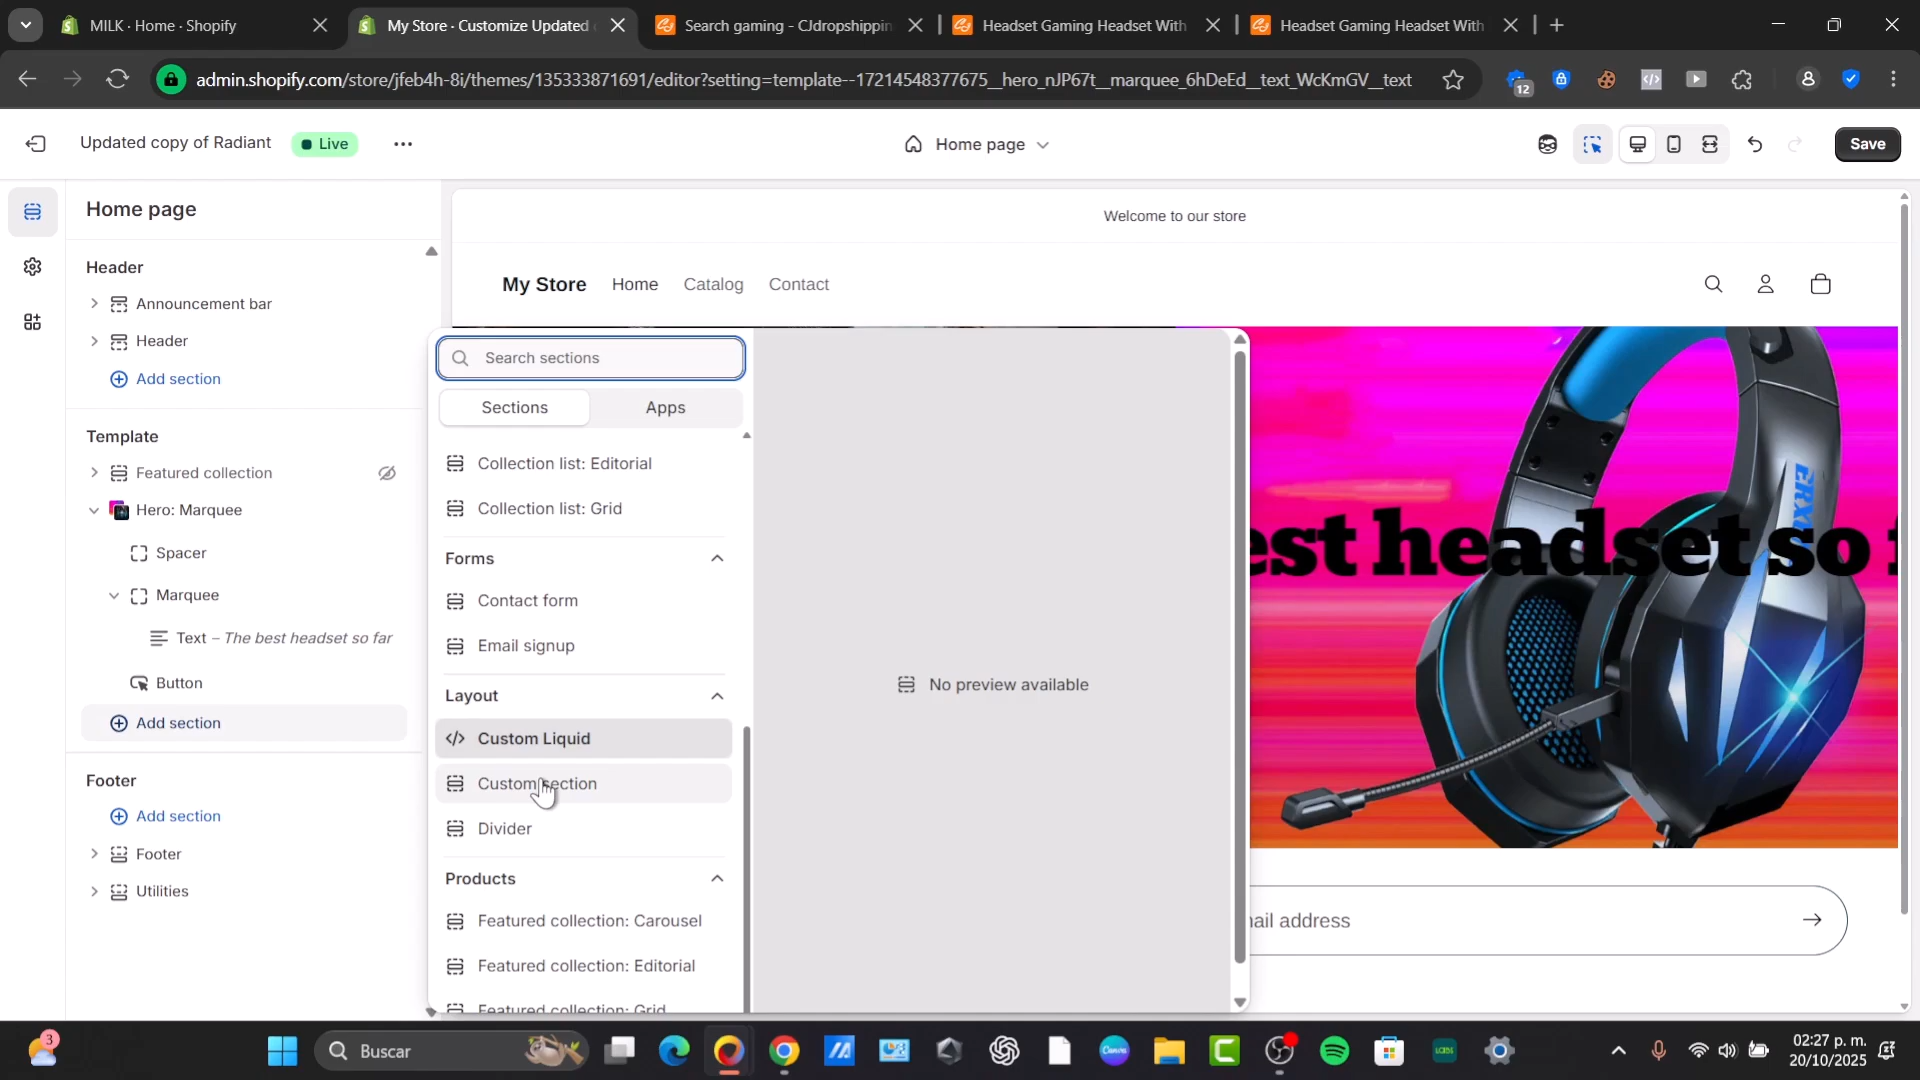 MILK · Home · Shopify
My Store · Customize Updated
Search gaming - CJdropshippin
Headset Gaming Headset With
Headset Gaming Headset With
admin.shopify.com/store/jfeb4h-8i/themes/135333871691/editor?setting=template--17214548377675__hero_nJP67t__marquee_6hDeEd__text_WcKmGV__text
12
Updated copy of Radiant
Live
Home page
Save
Home page
Header
Announcement bar
Header
Add section
Template
Featured collection
Hero: Marquee
Spacer
Marquee
Text – The best headset so far
Button
Add section
Footer
Add section
Footer
Utilities
Search sections
Sections
Apps
Collection list: Editorial
Collection list: Grid
Forms
Contact form
Email signup
Layout
Custom Liquid
Custom section
Divider
Products
Featured collection: Carousel
Featured collection: Editorial
Featured collection: Grid
No preview available
Welcome to our store
My Store
Home
Catalog
Contact
est headset so f
ail address
3
Buscar
02:27 p. m.
20/10/2025